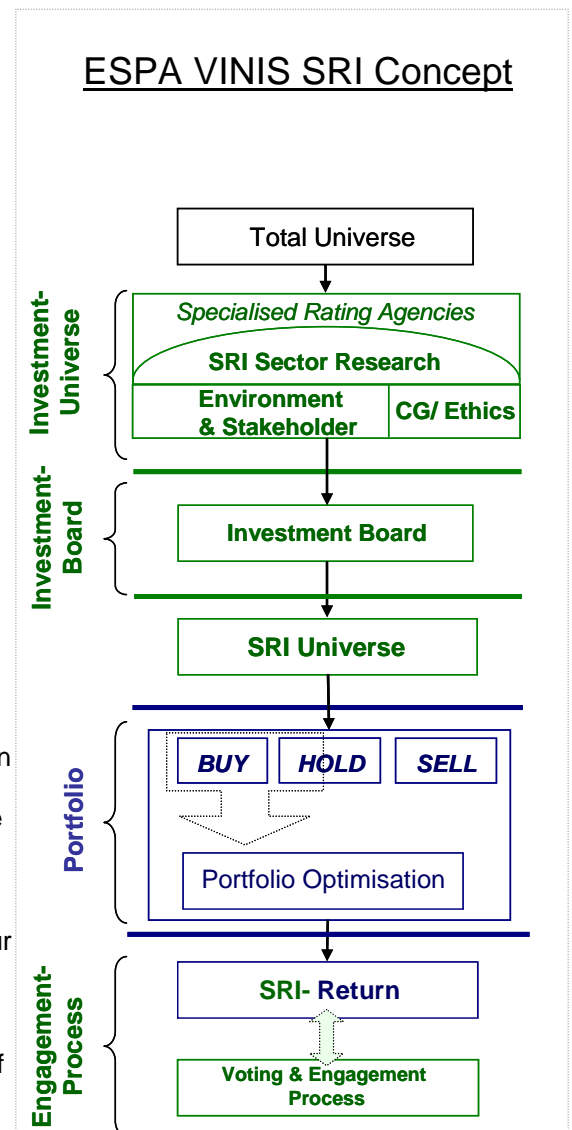 ESPA VINIS SRI Concept
Total Universe
Investment-
Universe
Specialised Rating Agencies
SRI Sector Research
Environment
& Stakeholder
CG/ Ethics
Investment-
Board
Investment Board
SRI Universe
Portfolio
BUY
HOLD
SELL
Portfolio Optimisation
Engagement-
Process
SRI- Return
Voting & Engagement
Process